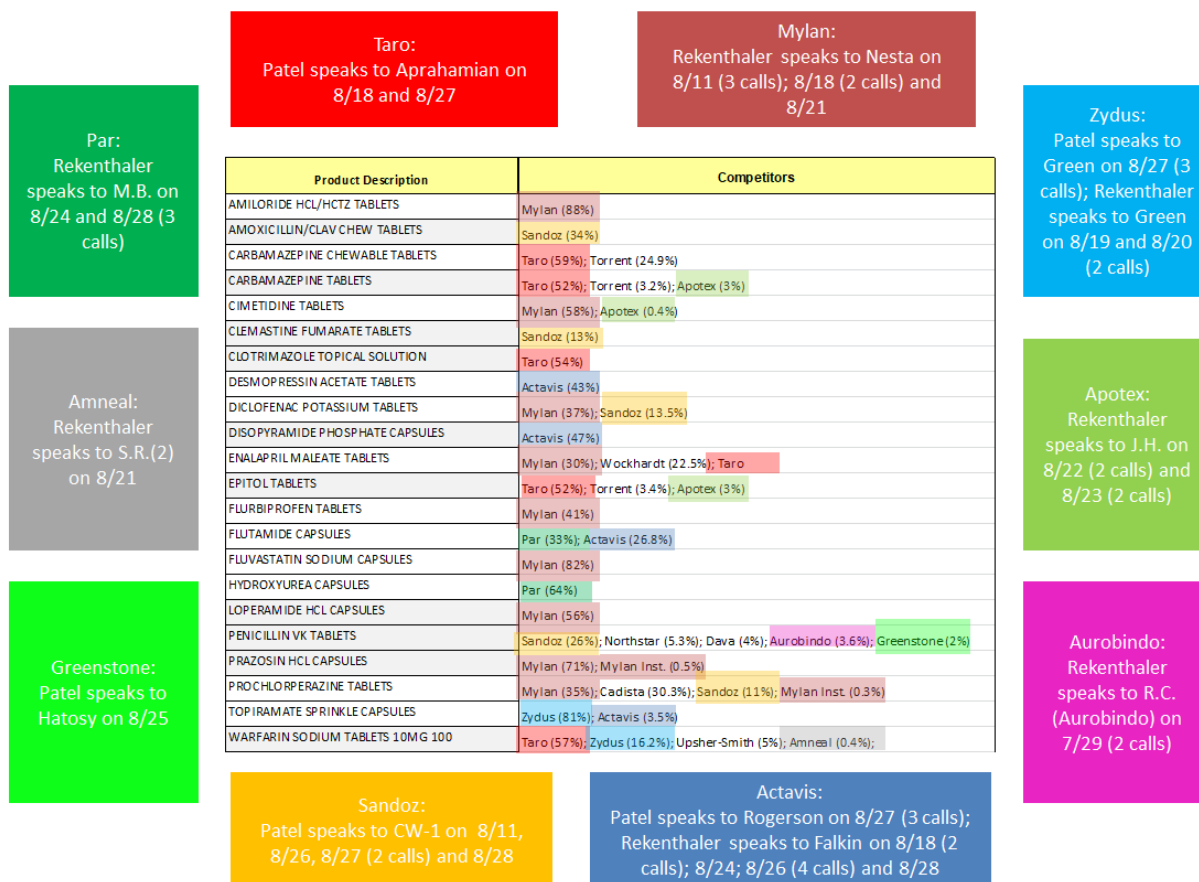 Taro:
Patel speaks to Aprahamian on
8/18 and 8/27
Mylan:
Rekenthaler speaks to Nesta on
8/11 (3 calls); 8/18 (2 calls) and
8/21
Par:
Rekenthaler
speaks to M.B. on
8/24 and 8/28 (3
calls)
Zydus:
Patel speaks to
Green on 8/27 (3
calls); Rekenthaler
speaks to Green
on 8/19 and 8/20
(2 calls)
Amneal:
Rekenthaler
speaks to S.R.(2)
on 8/21
Apotex:
Rekenthaler
speaks to J.H. on
8/22 (2 calls) and
8/23 (2 calls)
Greenstone:
Patel speaks to
Hatosy on 8/25
Aurobindo:
Rekenthaler
speaks to R.C.
(Aurobindo) on
7/29 (2 calls)
Product Description Competitors
AMILORIDE HCL/HCTZ TABLETS Mylan (88%)
AMOXICILLIN/CLAV CHEW TABLETS Sandoz (34%)
CARBAMAZEPINE CHEWABLE TABLETS Taro (59%); Torrent (24.9%)
CARBAMAZEPINE TABLETS Taro (52%); Torrent (3.2%); Apotex (3%)
CIMETIDINE TABLETS Mylan (58%); Apotex (0.4%)
CLEMASTINE FUMARATE TABLETS Sandoz (13%)
CLOTRIMAZOLE TOPICAL SOLUTION Taro (54%)
DESMOPRESSIN ACETATE TABLETS Actavis (43%)
DICLOFENAC POTASSIUM TABLETS Mylan (37%); Sandoz (13.5%)
DISOPYRAMIDE PHOSPHATE CAPSULES Actavis (47%)
ENALAPRIL MALEATE TABLETS Mylan (30%); Wockhardt (22.5%); Taro
EPITOL TABLETS Taro (52%); Torrent (3.4%); Apotex (3%)
FLURBIPROFEN TABLETS Mylan (41%)
FLUTAMIDE CAPSULES Par (33%); Actavis (26.8%)
FLUVASTATIN SODIUM CAPSULES Mylan (82%)
HYDROXYUREA CAPSULES Par (64%)
LOPERAMIDE HCL CAPSULES Mylan (56%)
PENICILLIN VK TABLETS Sandoz (26%); Northstar (5.3%); Dava (4%); Aurobindo (3.6%); Greenstone (2%)
PRAZOSIN HCL CAPSULES Mylan (71%); Mylan Inst. (0.5%)
PROCHLORPERAZINE TABLETS Mylan (35%); Cadista (30.3%); Sandoz (11%); Mylan Inst. (0.3%)
TOPIRAMATE SPRINKLE CAPSULES Zydus (81%); Actavis (3.5%)
WARFARIN SODIUM TABLETS 10MG 100 Taro (57%); Zydus (16.2%); Upsher-Smith (5%); Amneal (0.4%);
Sandoz:
Patel speaks to CW-1 on 8/11,
8/26, 8/27 (2 calls) and 8/28
Actavis:
Patel speaks to Rogerson on 8/27 (3 calls);
Rekenthaler speaks to Falkin on 8/18 (2
calls); 8/24; 8/26 (4 calls) and 8/28